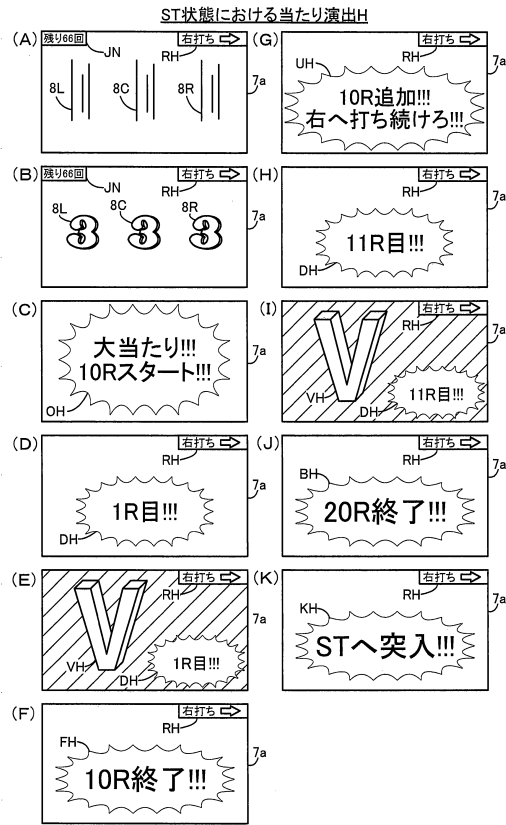 ST状態における当たり演出H
(A)
残り66回
右打ち
JN
RH
8L
8C
8R
7a
(B)
残り66回
右打ち
JN
RH
8L
8C
8R
3 3 3
7a
(C)
大当たり!!!
10Rスタート!!!
OH
7a
(D)
右打ち
RH
1R目!!!
DH
7a
(E)
右打ち
RH
V
VH
1R目!!!
DH
7a
(F)
右打ち
RH
FH
10R終了!!!
7a
(G)
右打ち
RH
UH
10R追加!!!
右へ打ち続けろ!!!
7a
(H)
右打ち
RH
11R目!!!
DH
7a
(I)
右打ち
RH
V
VH
11R目!!!
DH
7a
(J)
右打ち
RH
BH
20R終了!!!
7a
(K)
右打ち
RH
KH
STへ突入!!!
7a